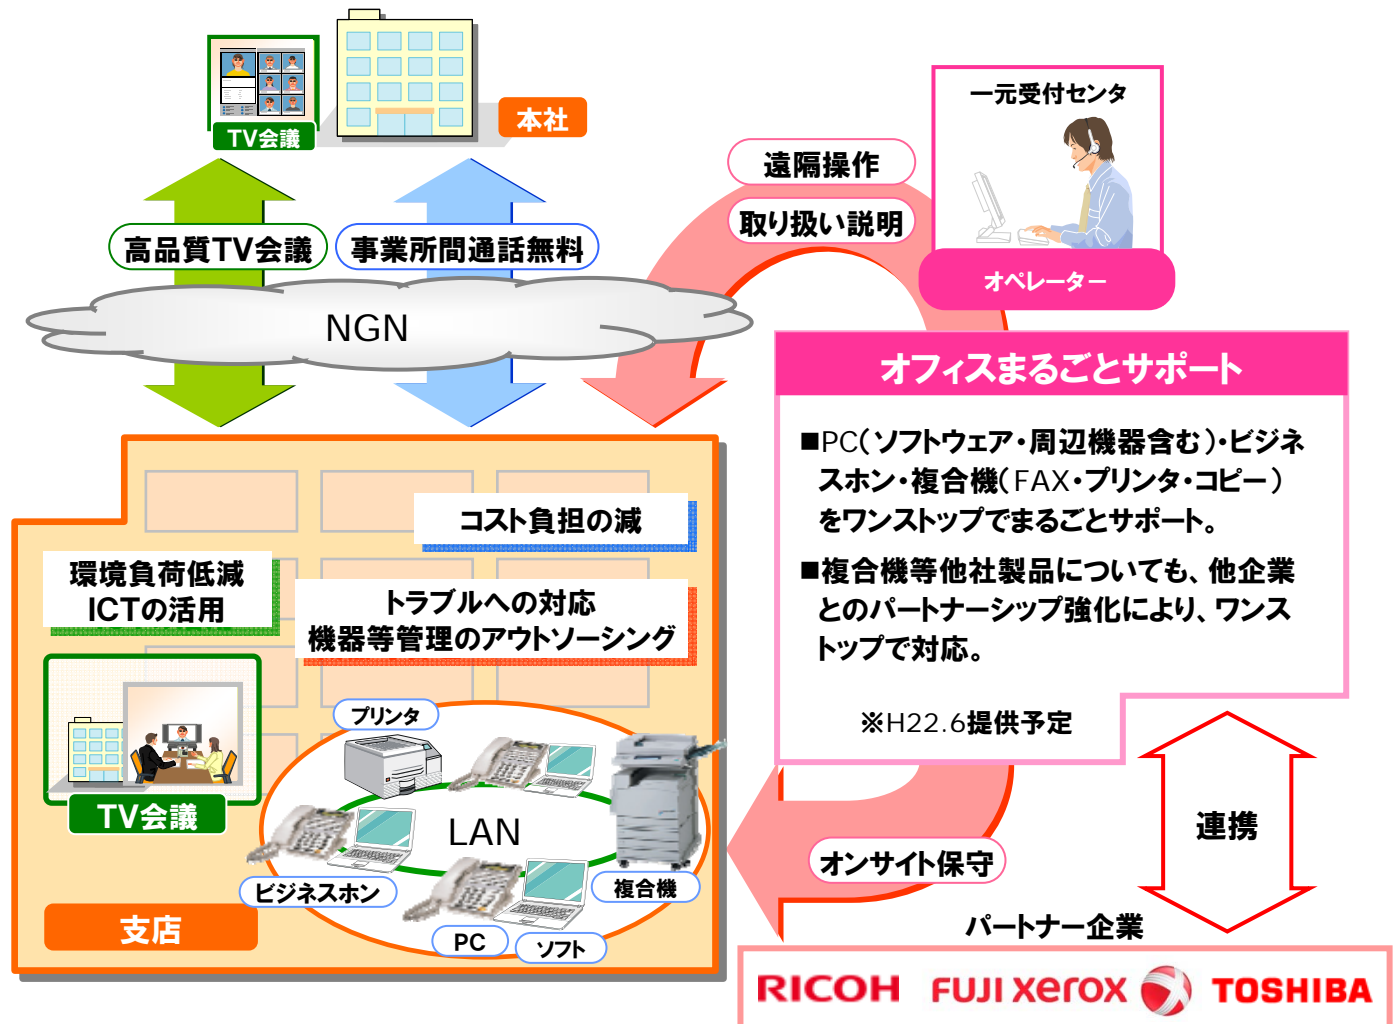 TV会議
本社
高品質TV会議
事業所間通話無料
NGN
遠隔操作
取り扱い説明
一元受付センタ
オペレーター
オフィスまるごとサポート
■PC(ソフトウェア・周辺機器含む)・ビジネ
スホン・複合機(FAX・プリンタ・コピー)
をワンストップでまるごとサポート。
■複合機等他社製品についても、他企業
とのパートナーシップ強化により、ワンス
トップで対応。
※H22.6提供予定
コスト負担の減
環境負荷低減
ICTの活用
トラブルへの対応
機器等管理のアウトソーシング
TV会議
プリンタ
LAN
ビジネスホン
複合機
PC
ソフト
支店
オンサイト保守
連携
パートナー企業
RICOH
FUJI xerox
TOSHIBA